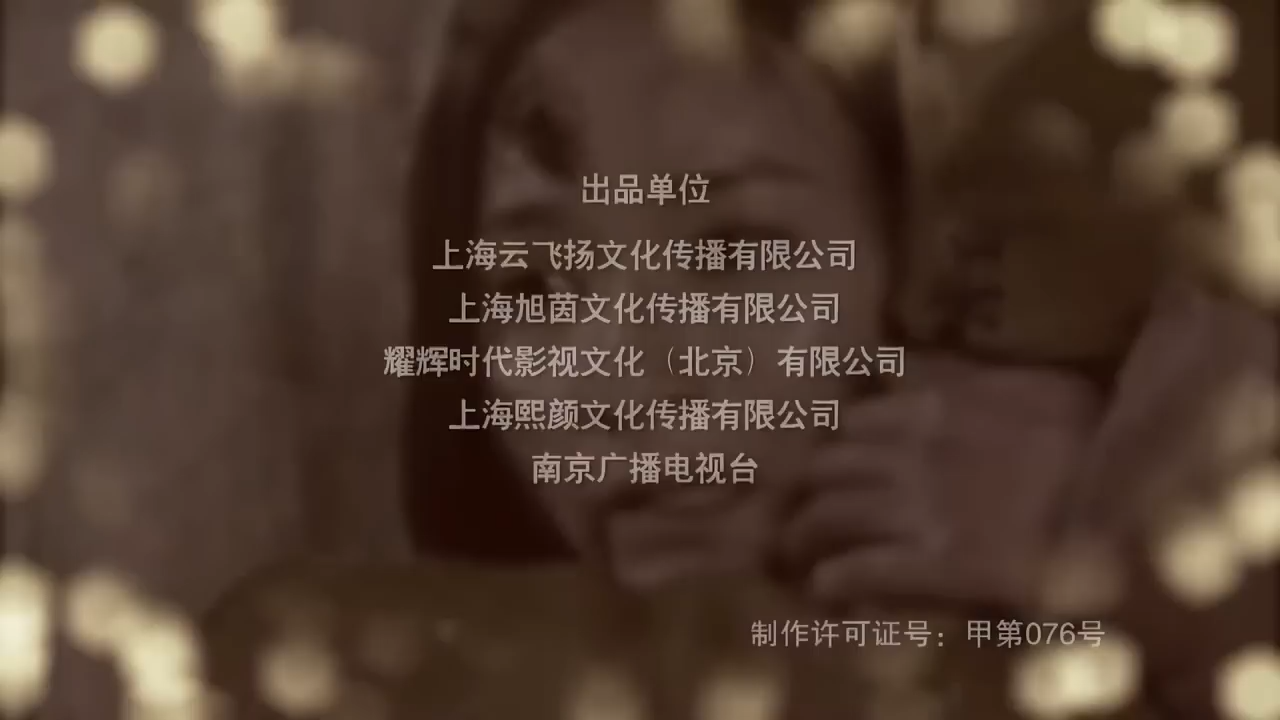 出品单位
上海云飞扬文化传播有限公司
上海旭茵文化传播有限公司
耀辉时代影视文化（北京）有限公司
上海熙颜文化传播有限公司
南京广播电视台
制作许可证号：甲第076号